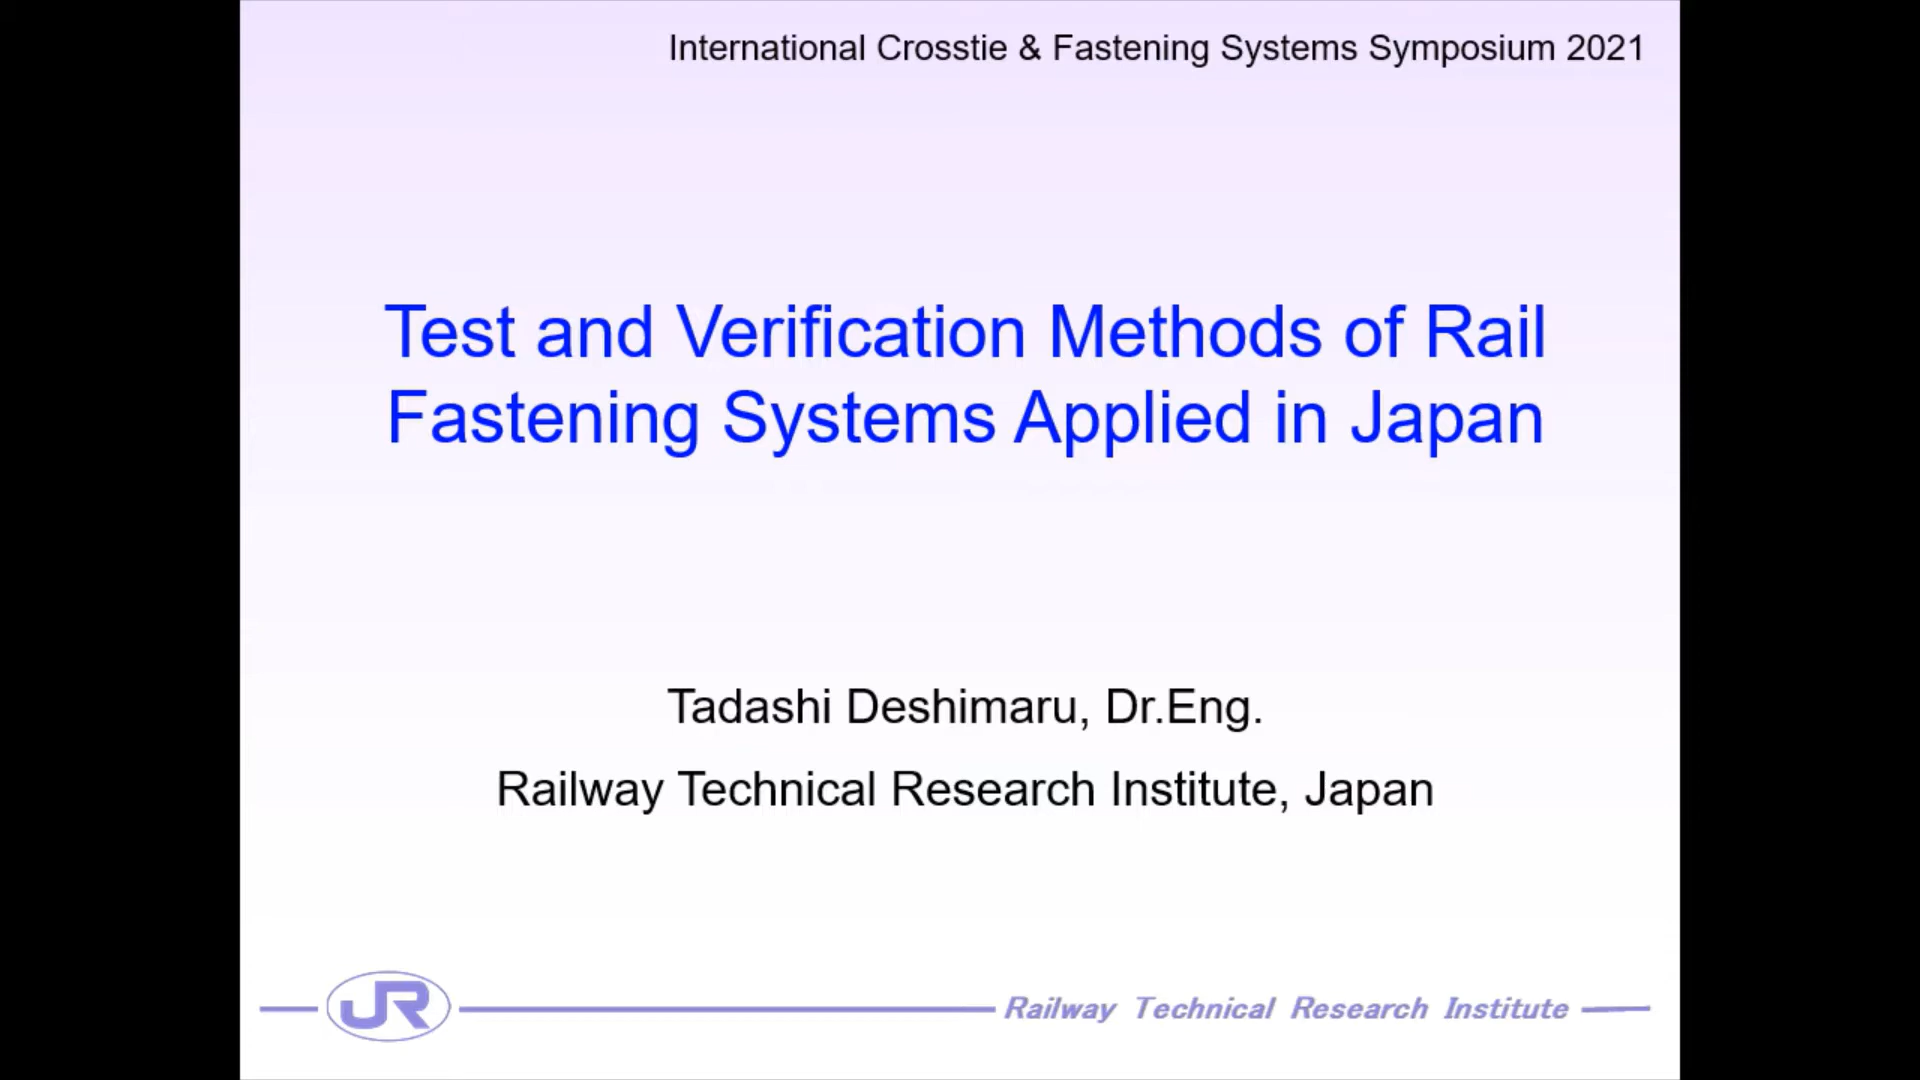 International Crosstie & Fastening Systems Symposium 2021
Test and Verification Methods of Rail
Fastening Systems Applied in Japan
Tadashi Deshimaru, Dr.Eng.
Railway Technical Research Institute, Japan
JR
Railway Technical Research Institute